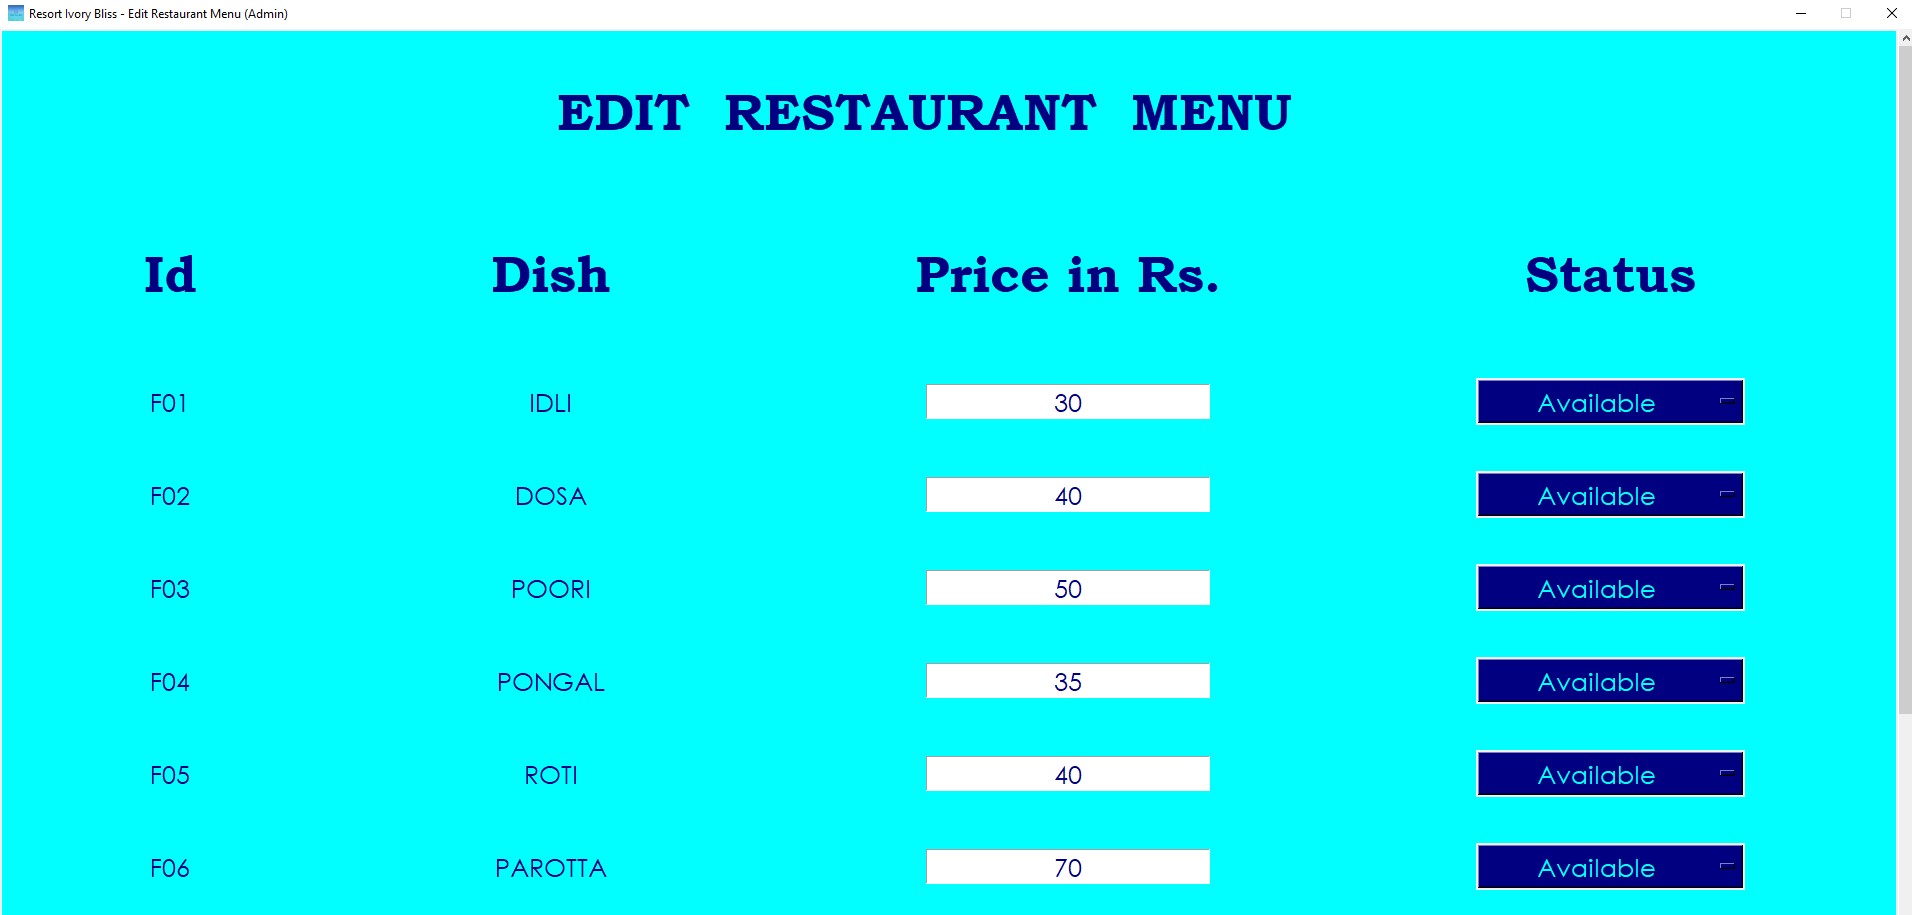 Resort Ivory Bliss - Edit Restaurant Menu (Admin)
EDIT RESTAURANT MENU
Id Dish Price in Rs. Status
F01 IDLI 30 Available
F02 DOSA 40 Available
F03 POORI 50 Available
F04 PONGAL 35 Available
F05 ROTI 40 Available
F06 PAROTTA 70 Available